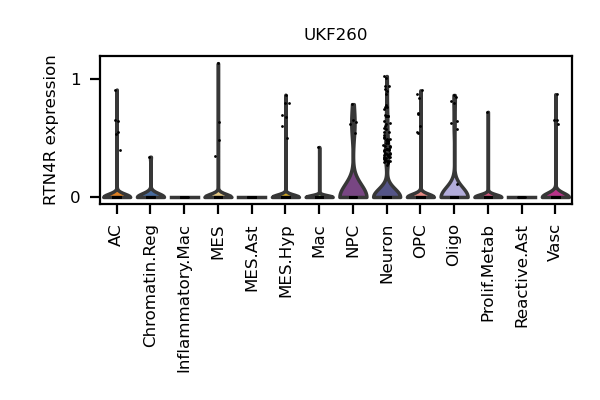 UKF260
RTN4R expression
1
0
AC
Chromatin.Reg
Inflammatory.Mac
MES
MES.Ast
MES.Hyp
Mac
NPC
Neuron
OPC
Oligo
Prolif.Metab
Reactive.Ast
Vasc